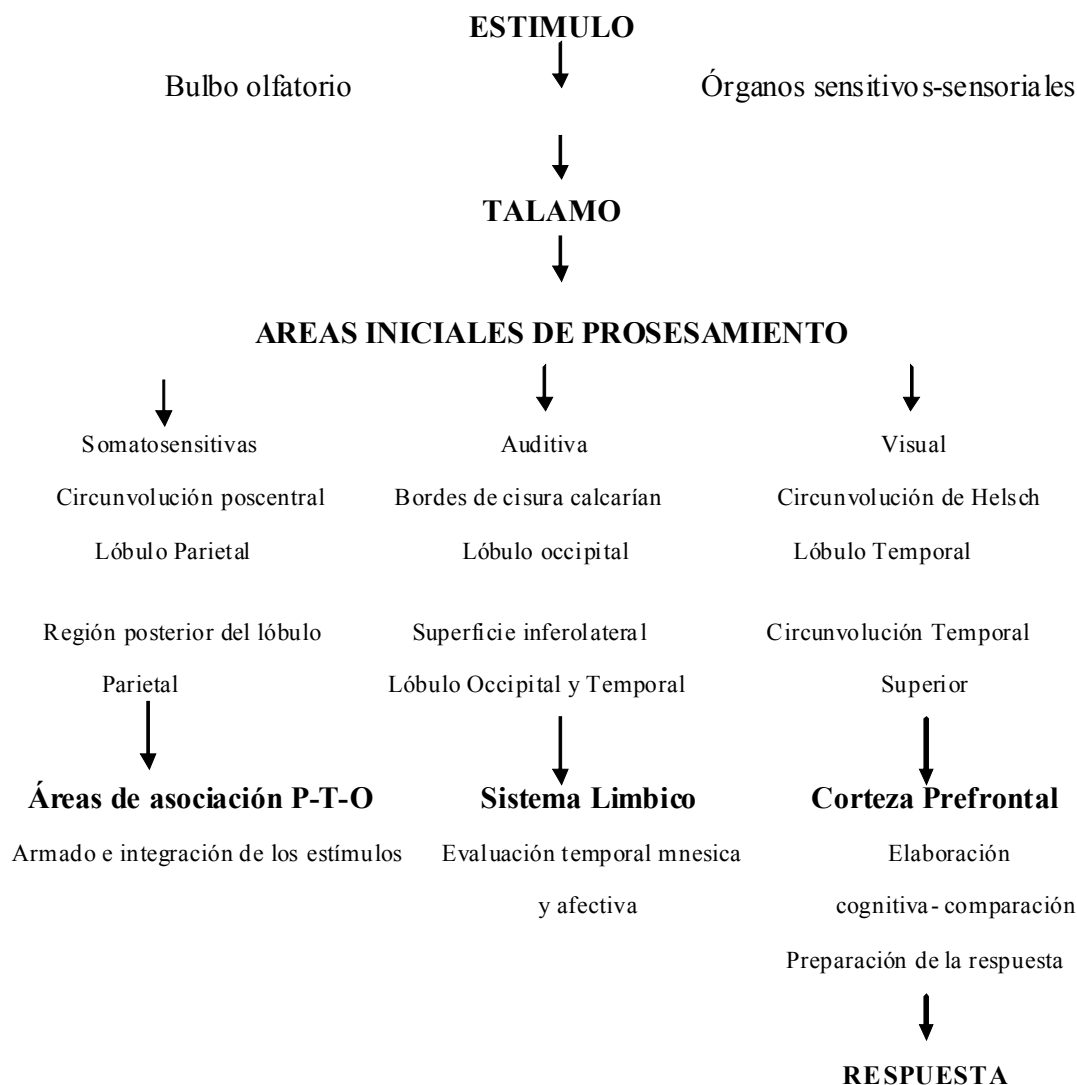 ESTIMULO
Bulbo olfatorio
Órganos sensitivos-sensoriales
TALAMO
AREAS INICIALES DE PROSESAMIENTO
Somatosensitivas
Auditiva
Visual
Circunvolución poscentral
Bordes de cisura calcarían
Circunvolución de Helsch
Lóbulo Parietal
Lóbulo occipital
Lóbulo Temporal
Región posterior del lóbulo
Superficie inferolateral
Circunvolución Temporal
Parietal
Lóbulo Occipital y Temporal
Superior
Áreas de asociación P-T-O
Sistema Limbico
Corteza Prefrontal
Armado e integración de los estímulos
Evaluación temporal mnesica
Elaboración
y afectiva
cognitiva- comparación
Preparación de la respuesta
RESPUESTA